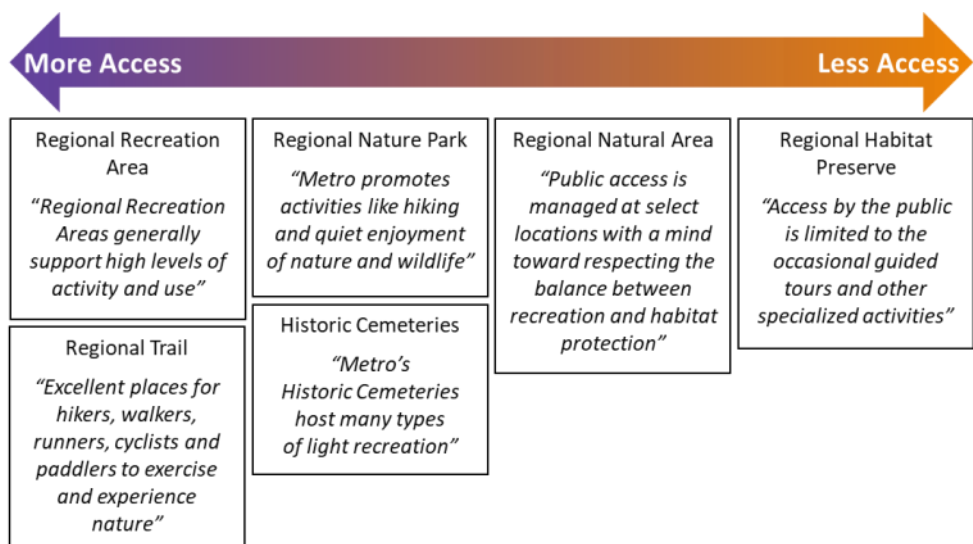 More Access
Less Access
Regional Recreation
Area
“Regional Recreation
Areas generally
support high levels of
activity and use”
Regional Trail
“Excellent places for
hikers, walkers,
runners, cyclists and
paddlers to exercise
and experience
nature”
Regional Nature Park
“Metro promotes
activities like hiking
and quiet enjoyment
of nature and wildlife”
Historic Cemeteries
“Metro’s
Historic Cemeteries
host many types
of light recreation”
Regional Natural Area
“Public access is
managed at select
locations with a mind
toward respecting the
balance between
recreation and habitat
protection”
Regional Habitat
Preserve
“Access by the public
is limited to the
occasional guided
tours and other
specialized activities”